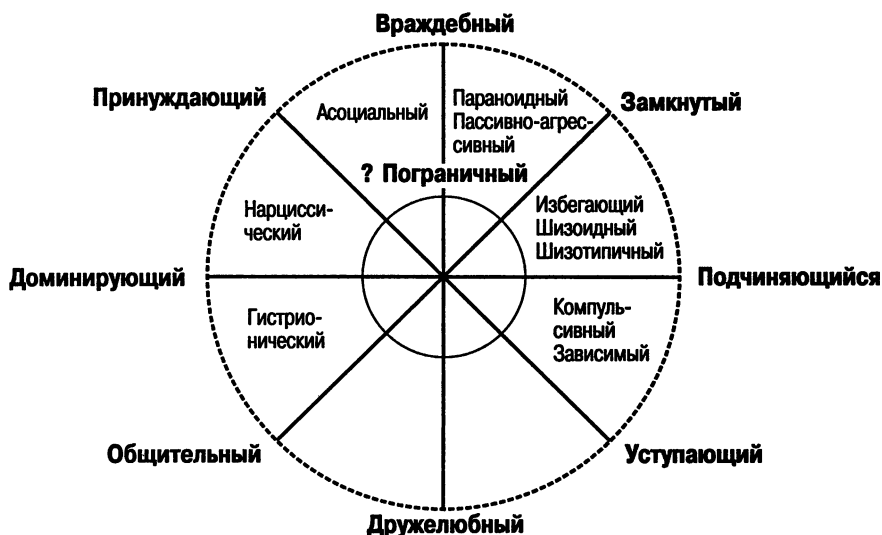 Враждебный
Принуждающий
Замкнутый
Асоциальный
Параноидный
Пассивно-агрес-
сивный
? Пограничный
Нарцисси-
ческий
Избегающий
Шизоидный
Шизотипичный
Доминирующий
Подчиняющийся
Гистрио-
нический
Компуль-
сивный
Зависимый
Общительный
Уступающий
Дружелюбный